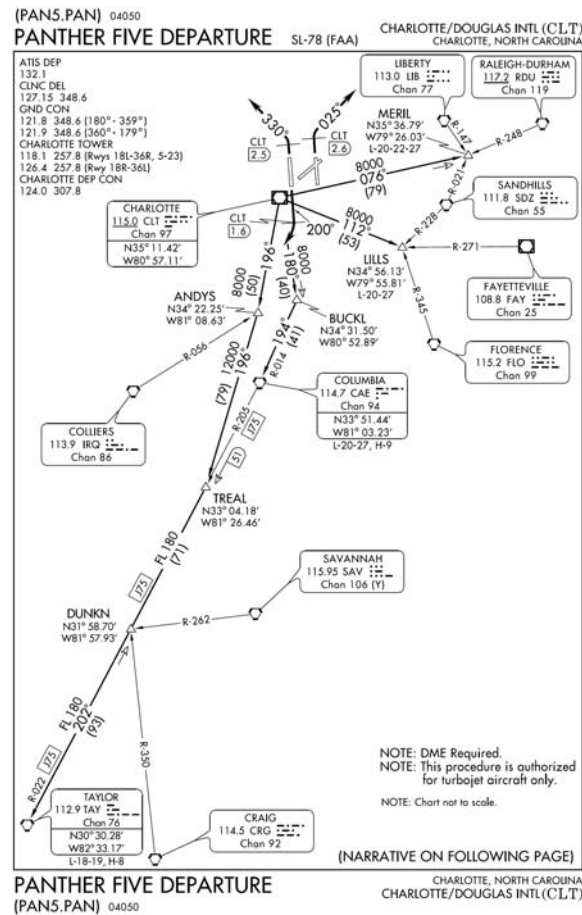 (PAN5.PAN) 04050
PANTHER FIVE DEPARTURE SL-78 (FAA)
CHARLOTTE/DOUGLAS INTL (CLT)
CHARLOTTE, NORTH CAROLINA
ATIS DEP
132.1
CLNC DEL
127.15 348.6
GND CON
121.8 348.6 (180°- 359°)
121.9 348.6 (360°- 179°)
CHARLOTTE TOWER
118.1 257.8 (Rwys 18L-36R, 5-23)
126.4 257.8 (Rwy 18R-36L)
CHARLOTTE DEP CON
124.0 307.8
LIBERTY
113.0 LIB
Chan 77
RALEIGH-DURHAM
117.2 RDU
Chan 119
MERIL
N35° 36.79'
W79° 26.03'
L-20-22-27
R-147
R-248
R-021
330°
025°
CLT
2.5
CLT
2.6
8000
076°
(79)
SANDHILLS
111.8 SDZ
Chan 55
R-228
CHARLOTTE
115.0 CLT
Chan 97
N35° 11.42'
W80° 57.11'
CLT
1.6
200°
8000
112°
(53)
LILLS
N34° 56.13'
W79° 55.81'
L-20-27
R-271
FAYETTEVILLE
108.8 FAY
Chan 25
R-345
FLORENCE
115.2 FLO
Chan 99
196°
8000
(50)
8000
180°
(40)
ANDYS
N34° 22.25'
W81° 08.63'
BUCKL
N34° 31.50'
W80° 52.89'
R-056
194°
(41)
R-014
12000
196°
(79)
COLUMBIA
114.7 CAE
Chan 94
N33° 51.44'
W81° 03.23'
L-20-27, H-9
COLLIERS
113.9 IRQ
Chan 86
R-205
J75
51
TREAL
N33° 04.18'
W81° 26.46'
FL 180
(71)
J75
SAVANNAH
115.95 SAV
Chan 106 (Y)
R-262
DUNKN
N31° 58.70'
W81° 57.93'
FL 180
202°
(93)
J75
R-022
R-350
TAYLOR
112.9 TAY
Chan 76
N30° 30.28'
W82° 33.17'
L-18-19, H-8
CRAIG
114.5 CRG
Chan 92
NOTE: DME Required.
NOTE: This procedure is authorized
for turbojet aircraft only.
NOTE: Chart not to scale.
(NARRATIVE ON FOLLOWING PAGE)
PANTHER FIVE DEPARTURE
(PAN5.PAN) 04050
CHARLOTTE, NORTH CAROLINA
CHARLOTTE/DOUGLAS INTL (CLT)